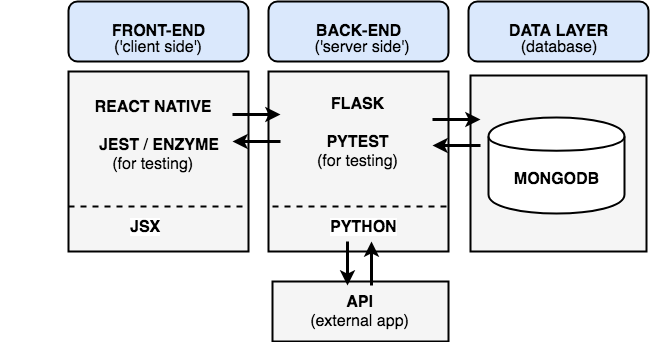 FRONT-END
('client side')
BACK-END
('server side')
DATA LAYER
(database)
REACT NATIVE
JEST / ENZYME
(for testing)
JSX
FLASK
PYTEST
(for testing)
PYTHON
MONGODB
API
(external app)